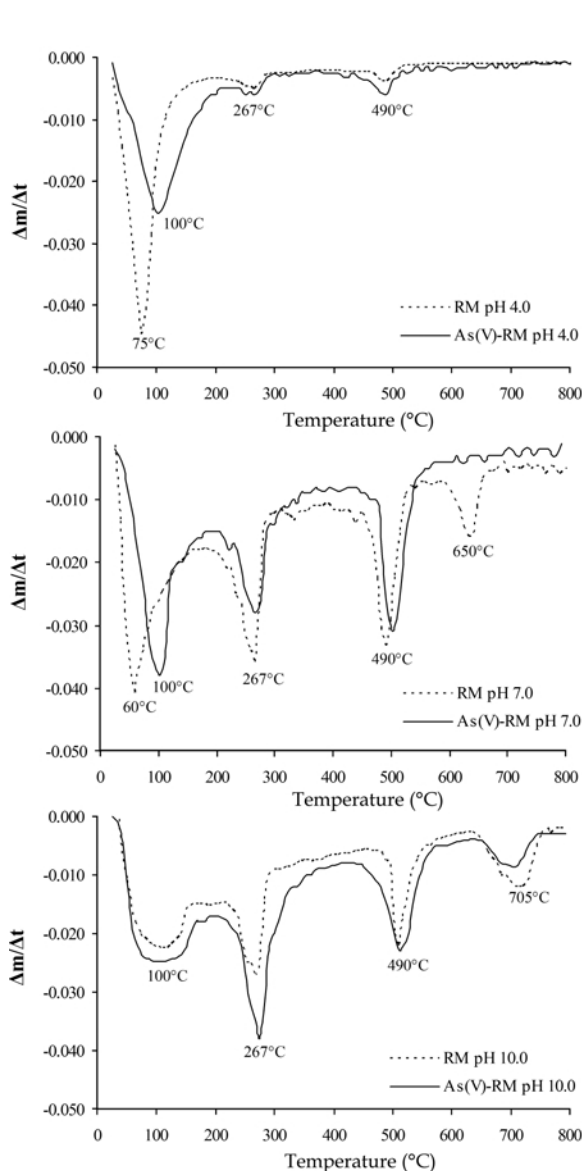 0.000
-0.010
-0.020
-0.030
-0.040
-0.050
Δm/Δt
267°C
490°C
100°C
75°C
RM pH 4.0
As(V)-RM pH 4.0
0 100 200 300 400 500 600 700 800
Temperature (°C)
0.000
-0.010
-0.020
-0.030
-0.040
-0.050
Δm/Δt
650°C
490°C
267°C
100°C
60°C
RM pH 7.0
As(V)-RM pH 7.0
0 100 200 300 400 500 600 700 800
Temperature (°C)
0.000
-0.010
-0.020
-0.030
-0.040
-0.050
Δm/Δt
705°C
490°C
100°C
267°C
RM pH 10.0
As(V)-RM pH 10.0
0 100 200 300 400 500 600 700 800
Temperature (°C)